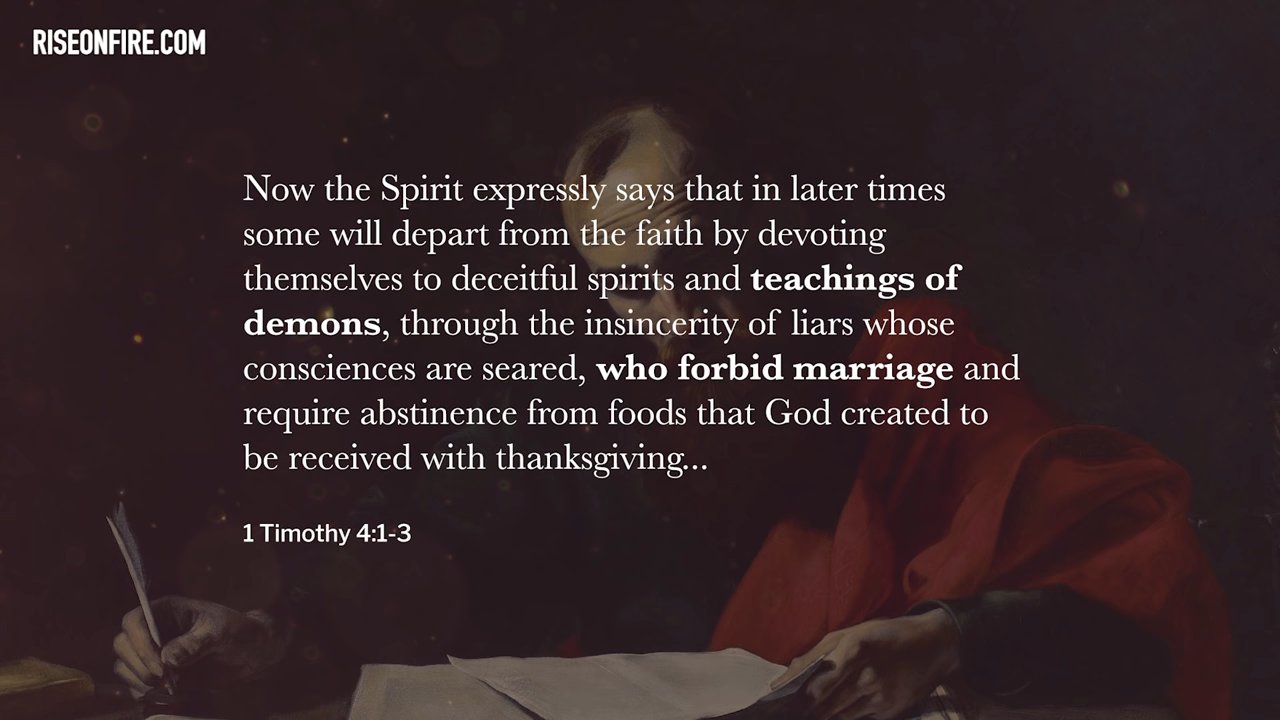 RISEONFIRE.COM
Now the Spirit expressly says that in later times
some will depart from the faith by devoting
themselves to deceitful spirits and teachings of
demons, through the insincerity of liars whose
consciences are seared, who forbid marriage and
require abstinence from foods that God created to
be received with thanksgiving...
1 Timothy 4:1-3